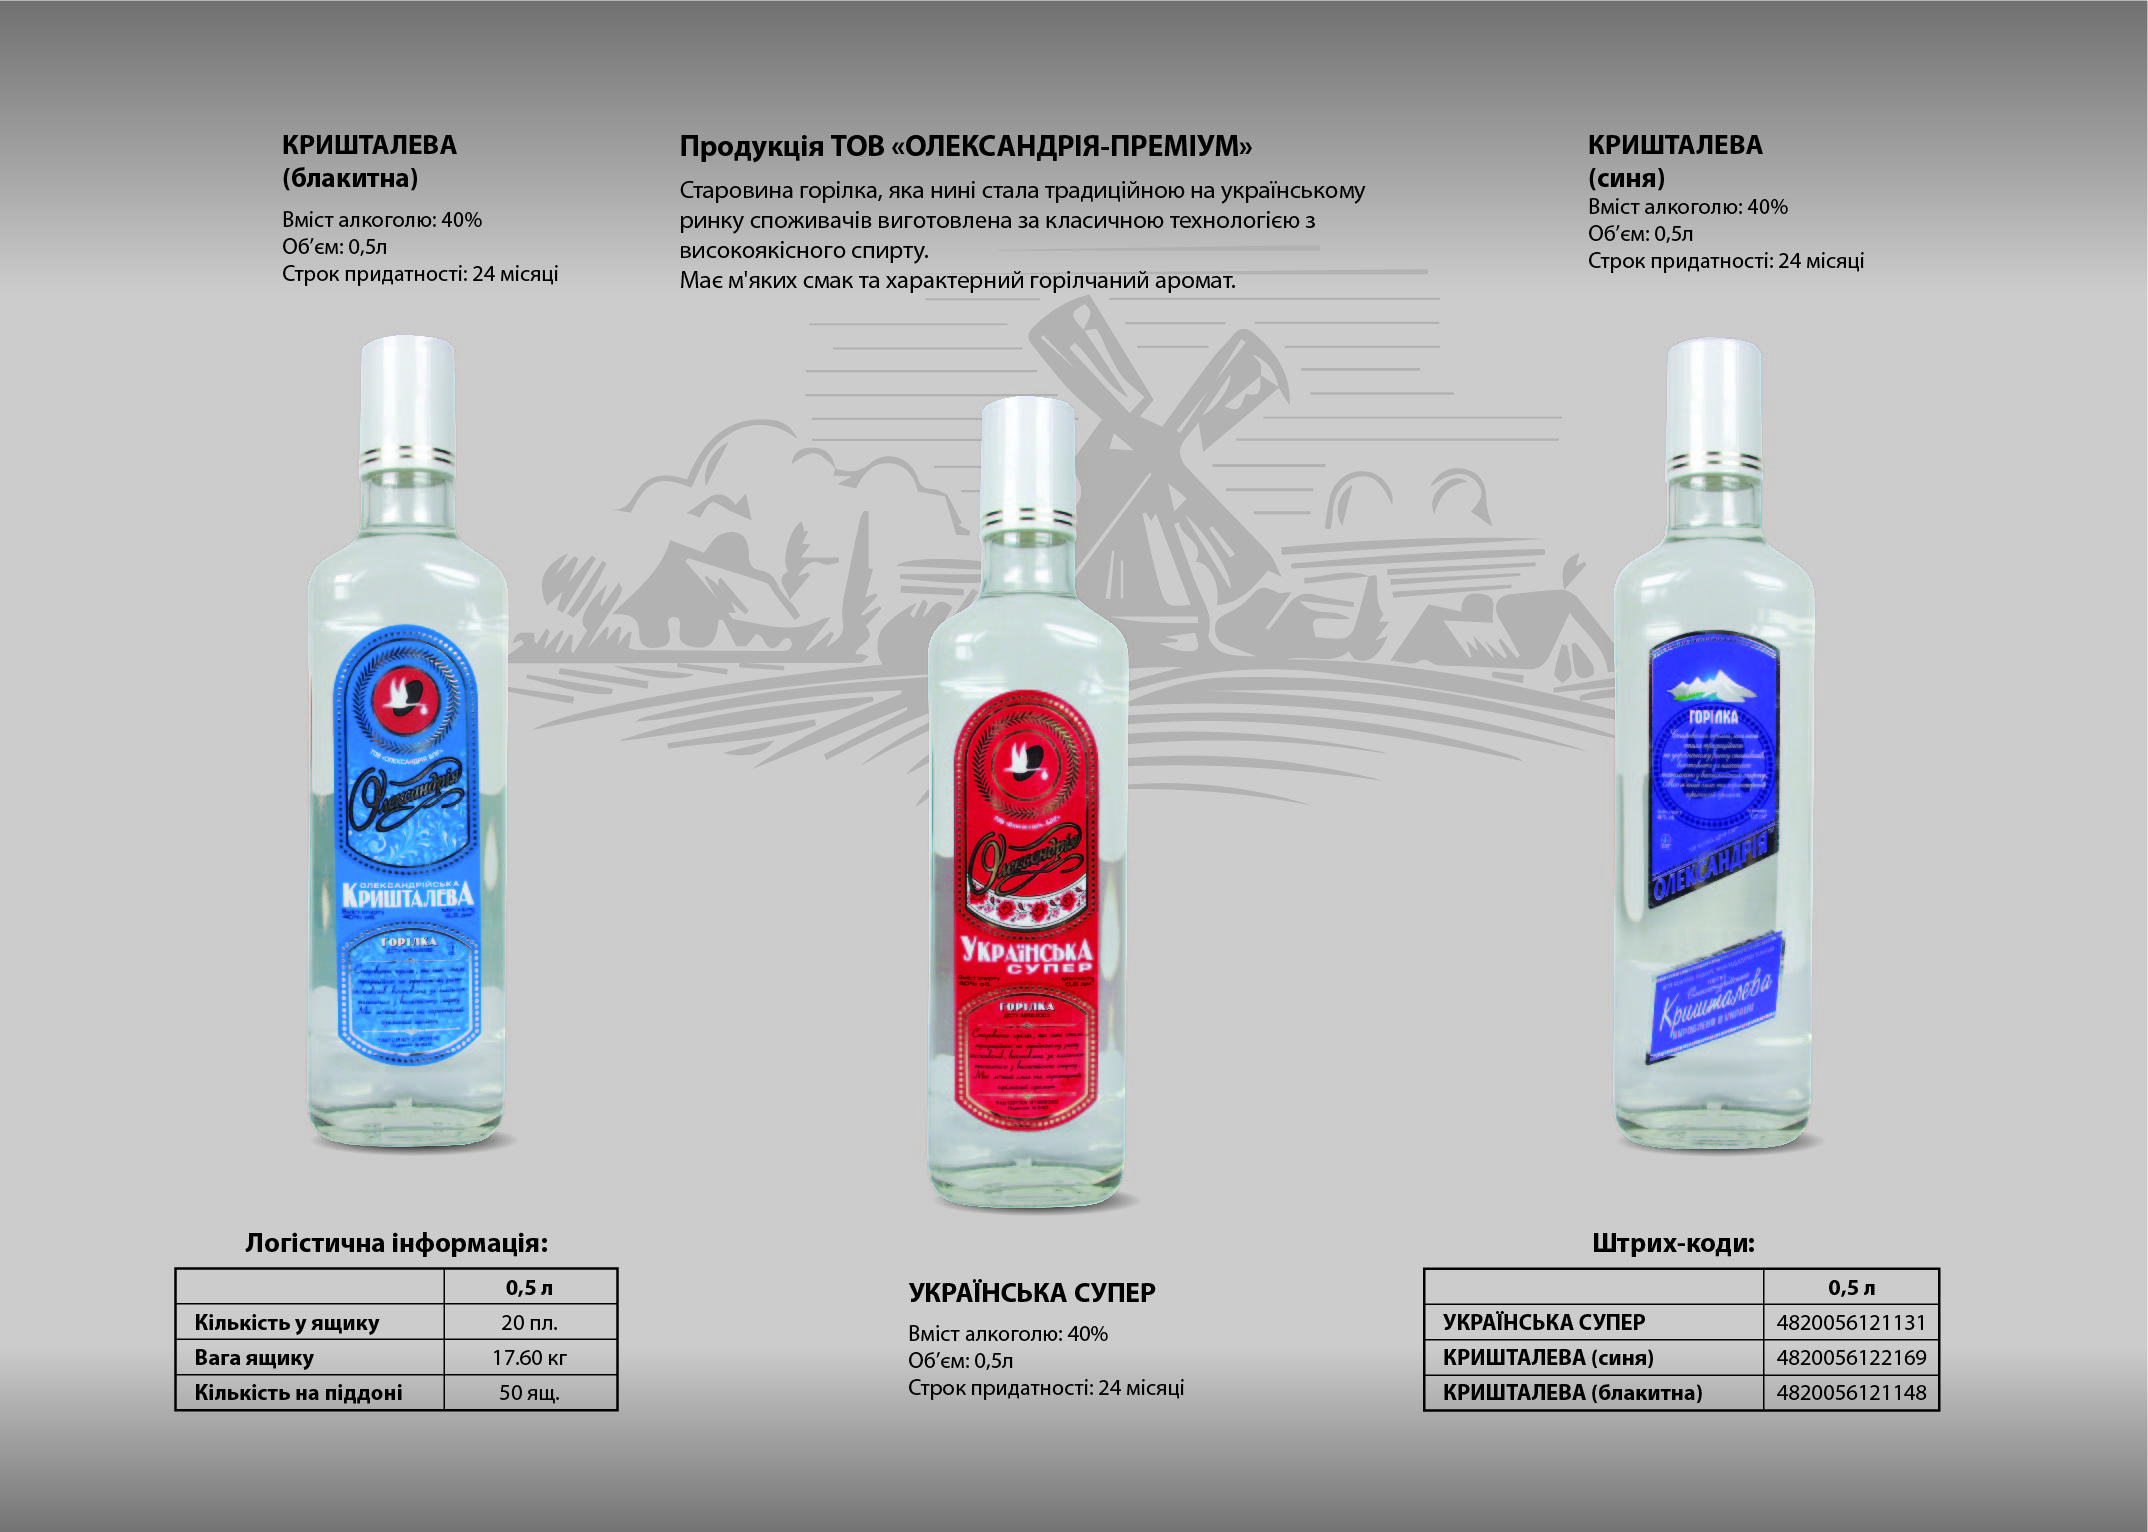 КРИШТАЛЕВА
(блакитна)
Вміст алкоголю: 40%
Об’єм: 0,5л
Строк придатності: 24 місяці
Продукція ТОВ «ОЛЕКСАНДРІЯ-ПРЕМІУМ»
Старовина горілка, яка нині стала традиційною на українському
ринку споживачів виготовлена за класичною технологією з
високоякісного спирту.
Має м'яких смак та характерний горілчаний аромат.
КРИШТАЛЕВА
(синя)
Вміст алкоголю: 40%
Об’єм: 0,5л
Строк придатності: 24 місяці
Олександрія
ОЛЕКСАНДРІЙСЬКА
КРИШТАЛЕВА
ГОРІЛКА
Олександрія
УКРАЇНСЬКА
СУПЕР
ГОРІЛКА
ГОРІЛКА
ОЛЕКСАНДРІЯ
Кришталева
ВИРОБЛЕНО В УКРАЇНІ
Логістична інформація:
0,5 л
Кількість у ящику 20 пл.
Вага ящику 17.60 кг
Кількість на піддоні 50 ящ.
УКРАЇНСЬКА СУПЕР
Вміст алкоголю: 40%
Об’єм: 0,5л
Строк придатності: 24 місяці
Штрих-коди:
0,5 л
УКРАЇНСЬКА СУПЕР 4820056121131
КРИШТАЛЕВА (синя) 4820056122169
КРИШТАЛЕВА (блакитна) 4820056121148